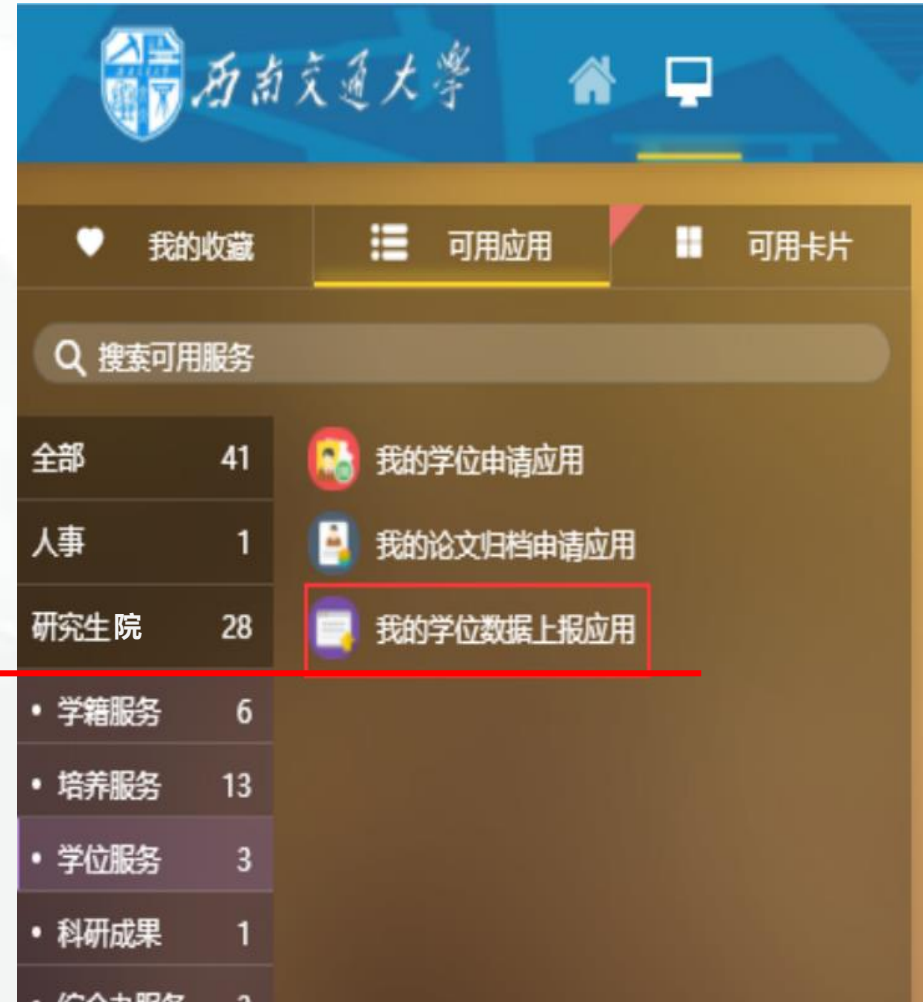 西南交通大学
我的收藏 可用应用 可用卡片
搜索可用服务
全部 41
人事 1
研究生院 28
• 学籍服务 6
• 培养服务 13
• 学位服务 3
• 科研成果 1
我的学位申请应用
我的论文归档申请应用
我的学位数据上报应用